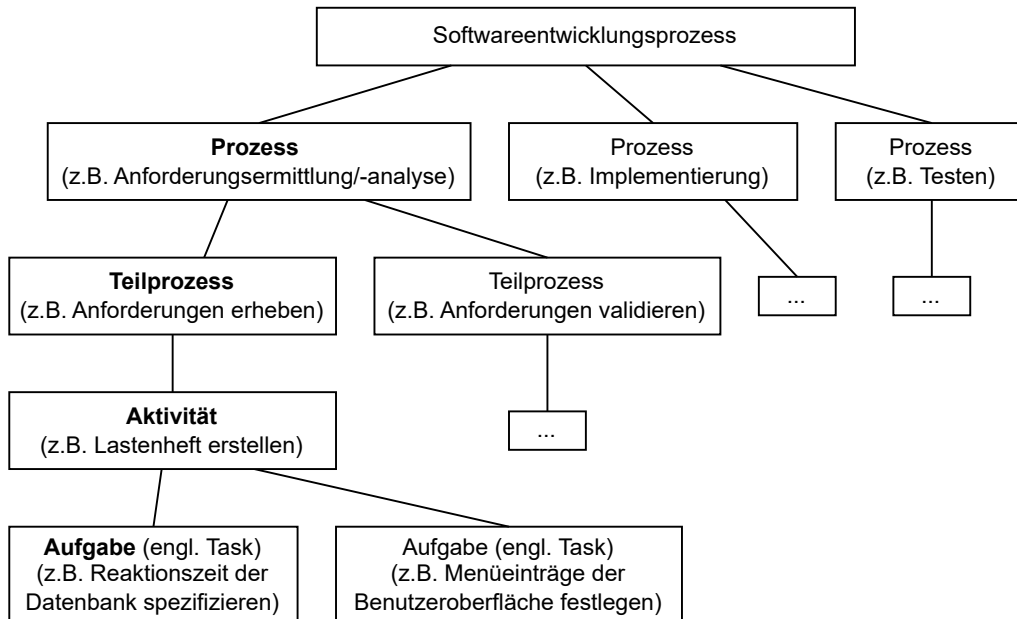 Softwareentwicklungsprozess
Prozess
(z.B. Anforderungsermittlung/-analyse)
Prozess
(z.B. Implementierung)
Prozess
(z.B. Testen)
Teilprozess
(z.B. Anforderungen erheben)
Teilprozess
(z.B. Anforderungen validieren)
...
...
Aktivität
(z.B. Lastenheft erstellen)
...
Aufgabe (engl. Task)
(z.B. Reaktionszeit der
Datenbank spezifizieren)
Aufgabe (engl. Task)
(z.B. Menüeinträge der
Benutzeroberfläche festlegen)